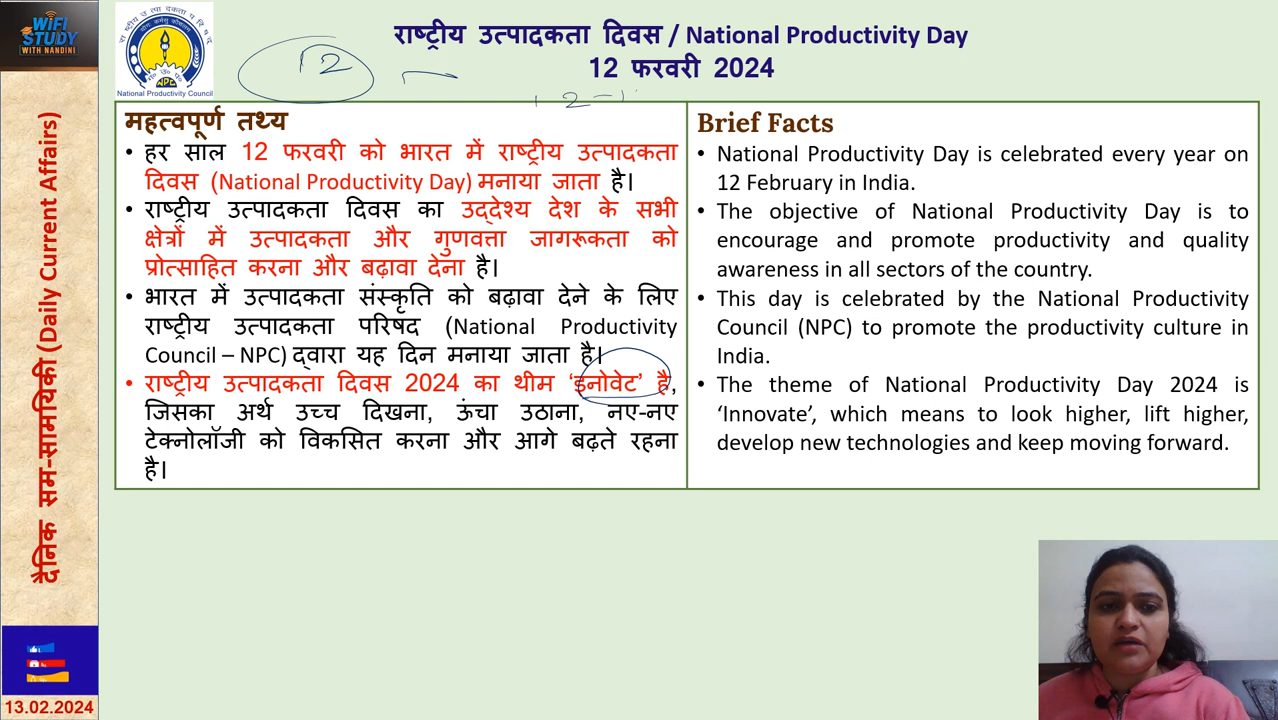 WiFi
STUDY
WITH NANDINI
दैनिक सम-सामयिकी (Daily Current Affairs)
13.02.2024
राष्ट्रीय उत्पादकता परिषद
NPC
National Productivity Council
राष्ट्रीय उत्पादकता दिवस / National Productivity Day
12 फरवरी 2024
12
महत्वपूर्ण तथ्य
• हर साल 12 फरवरी को भारत में राष्ट्रीय उत्पादकता
दिवस (National Productivity Day) मनाया जाता है।
• राष्ट्रीय उत्पादकता दिवस का उद्देश्य देश के सभी
क्षेत्रों में उत्पादकता और गुणवत्ता जागरूकता को
प्रोत्साहित करना और बढ़ावा देना है।
• भारत में उत्पादकता संस्कृति को बढ़ावा देने के लिए
राष्ट्रीय उत्पादकता परिषद (National Productivity
Council – NPC) द्वारा यह दिन मनाया जाता है।
• राष्ट्रीय उत्पादकता दिवस 2024 का थीम ‘इनोवेट’ है,
जिसका अर्थ उच्च दिखना, ऊंचा उठाना, नए-नए
टेक्नोलॉजी को विकसित करना और आगे बढ़ते रहना
है।
Brief Facts
• National Productivity Day is celebrated every year on
12 February in India.
• The objective of National Productivity Day is to
encourage and promote productivity and quality
awareness in all sectors of the country.
• This day is celebrated by the National Productivity
Council (NPC) to promote the productivity culture in
India.
• The theme of National Productivity Day 2024 is
‘Innovate’, which means to look higher, lift higher,
develop new technologies and keep moving forward.